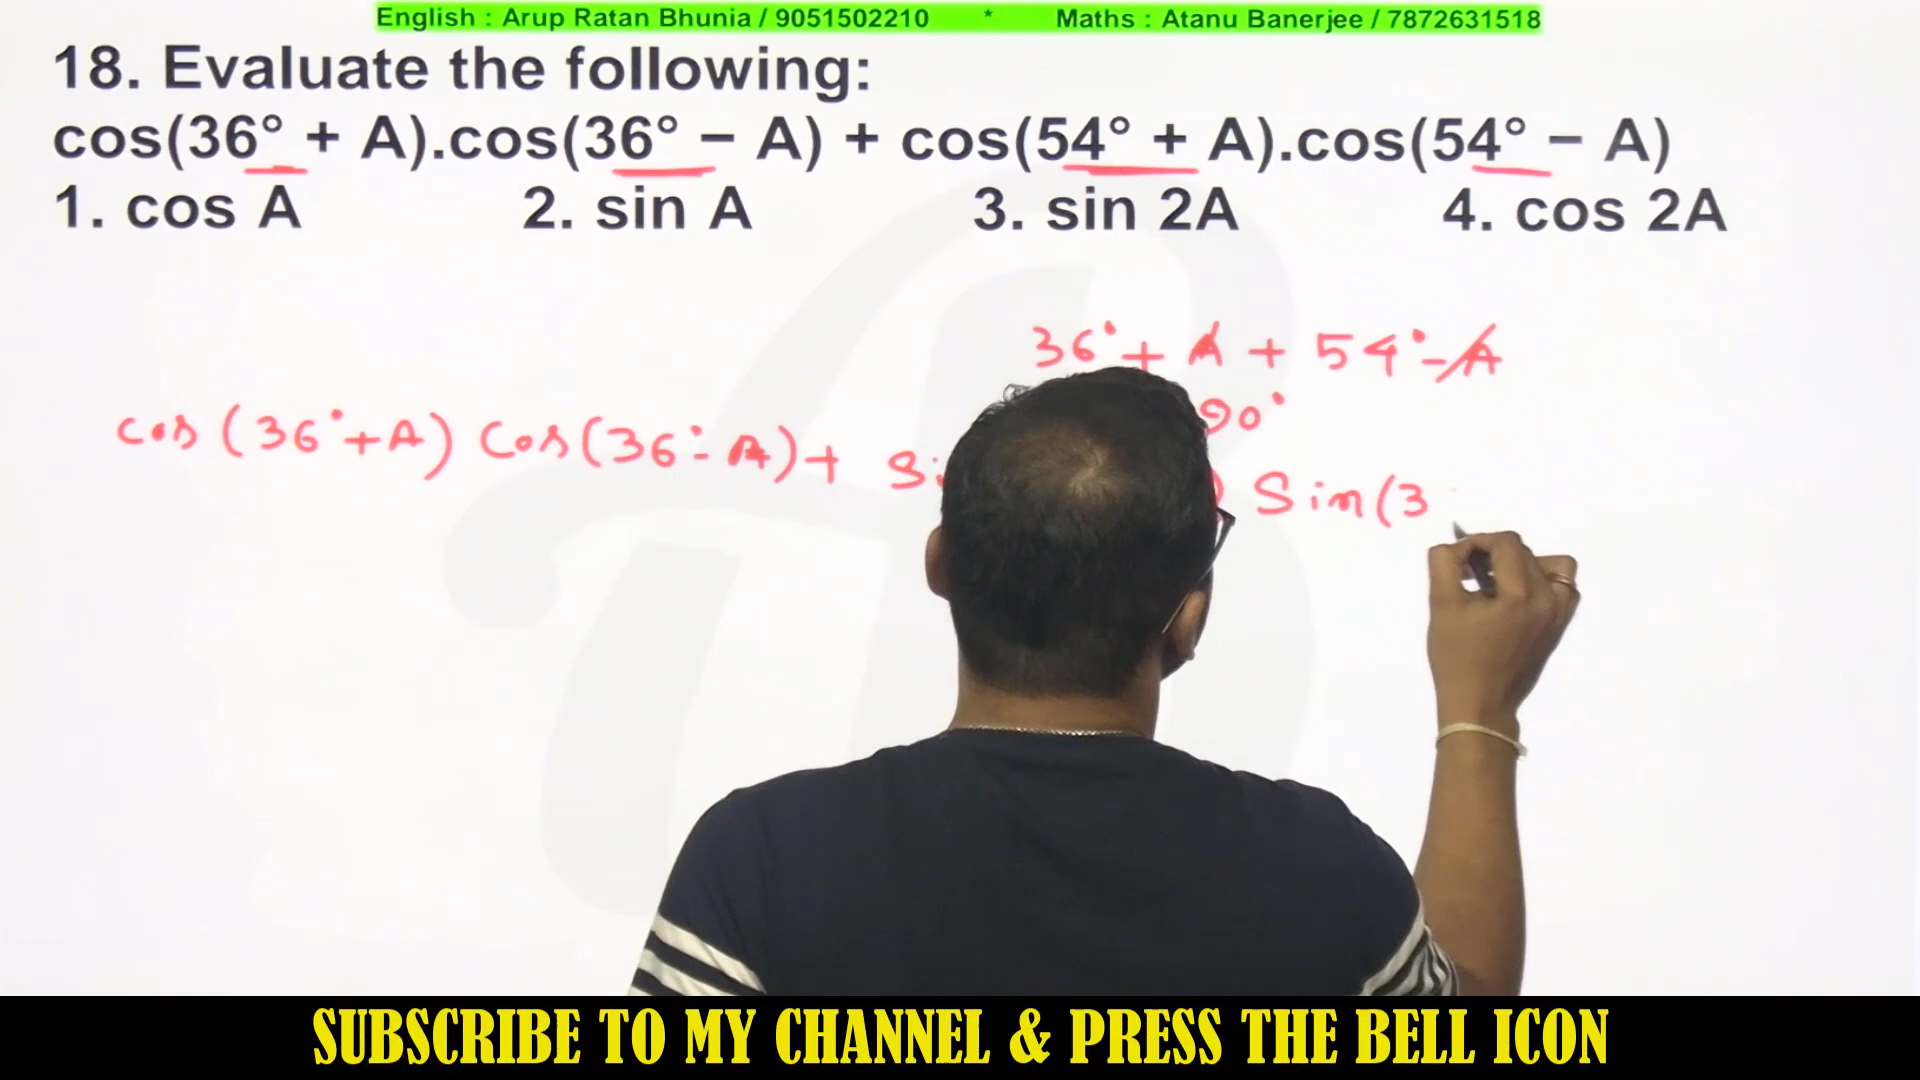 English : Arup Ratan Bhunia / 9051502210 * Maths : Atanu Banerjee / 7872631518
18. Evaluate the following:
cos(36° + A).cos(36° − A) + cos(54° + A).cos(54° − A)
1. cos A 2. sin A 3. sin 2A 4. cos 2A
36° + A + 54° - A
90°
cos (36° + A) cos (36° - A) + Si ) Sin (3
SUBSCRIBE TO MY CHANNEL & PRESS THE BELL ICON